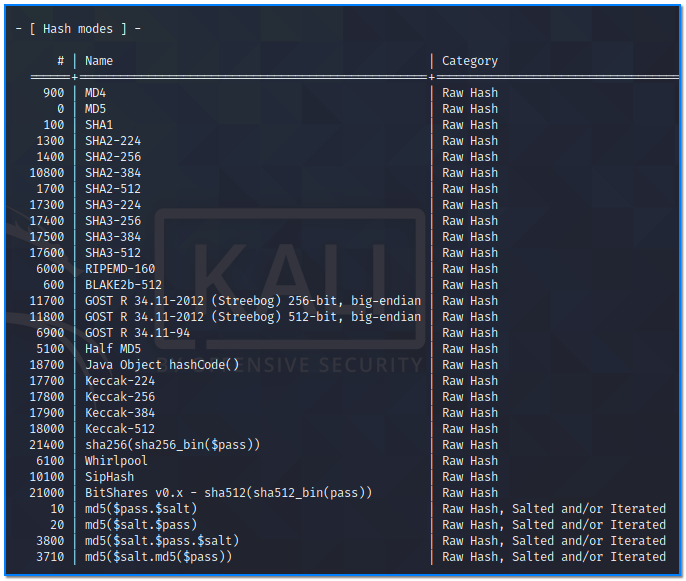 - [ Hash modes ] -
# | Name | Category
======+==================================================+======================================
900 | MD4 | Raw Hash
0 | MD5 | Raw Hash
100 | SHA1 | Raw Hash
1300 | SHA2-224 | Raw Hash
1400 | SHA2-256 | Raw Hash
10800 | SHA2-384 | Raw Hash
1700 | SHA2-512 | Raw Hash
17300 | SHA3-224 | Raw Hash
17400 | SHA3-256 | Raw Hash
17500 | SHA3-384 | Raw Hash
17600 | SHA3-512 | Raw Hash
6000 | RIPEMD-160 | Raw Hash
600 | BLAKE2b-512 | Raw Hash
11700 | GOST R 34.11-2012 (Streebog) 256-bit, big-endian | Raw Hash
11800 | GOST R 34.11-2012 (Streebog) 512-bit, big-endian | Raw Hash
6900 | GOST R 34.11-94 | Raw Hash
5100 | Half MD5 | Raw Hash
18700 | Java Object hashCode() | Raw Hash
17700 | Keccak-224 | Raw Hash
17800 | Keccak-256 | Raw Hash
17900 | Keccak-384 | Raw Hash
18000 | Keccak-512 | Raw Hash
21400 | sha256(sha256_bin($pass)) | Raw Hash
6100 | Whirlpool | Raw Hash
10100 | SipHash | Raw Hash
21000 | BitShares v0.x - sha512(sha512_bin(pass)) | Raw Hash
10 | md5($pass.$salt) | Raw Hash, Salted and/or Iterated
20 | md5($salt.$pass) | Raw Hash, Salted and/or Iterated
3800 | md5($salt.$pass.$salt) | Raw Hash, Salted and/or Iterated
3710 | md5($salt.md5($pass)) | Raw Hash, Salted and/or Iterated
KALI
SECURITY